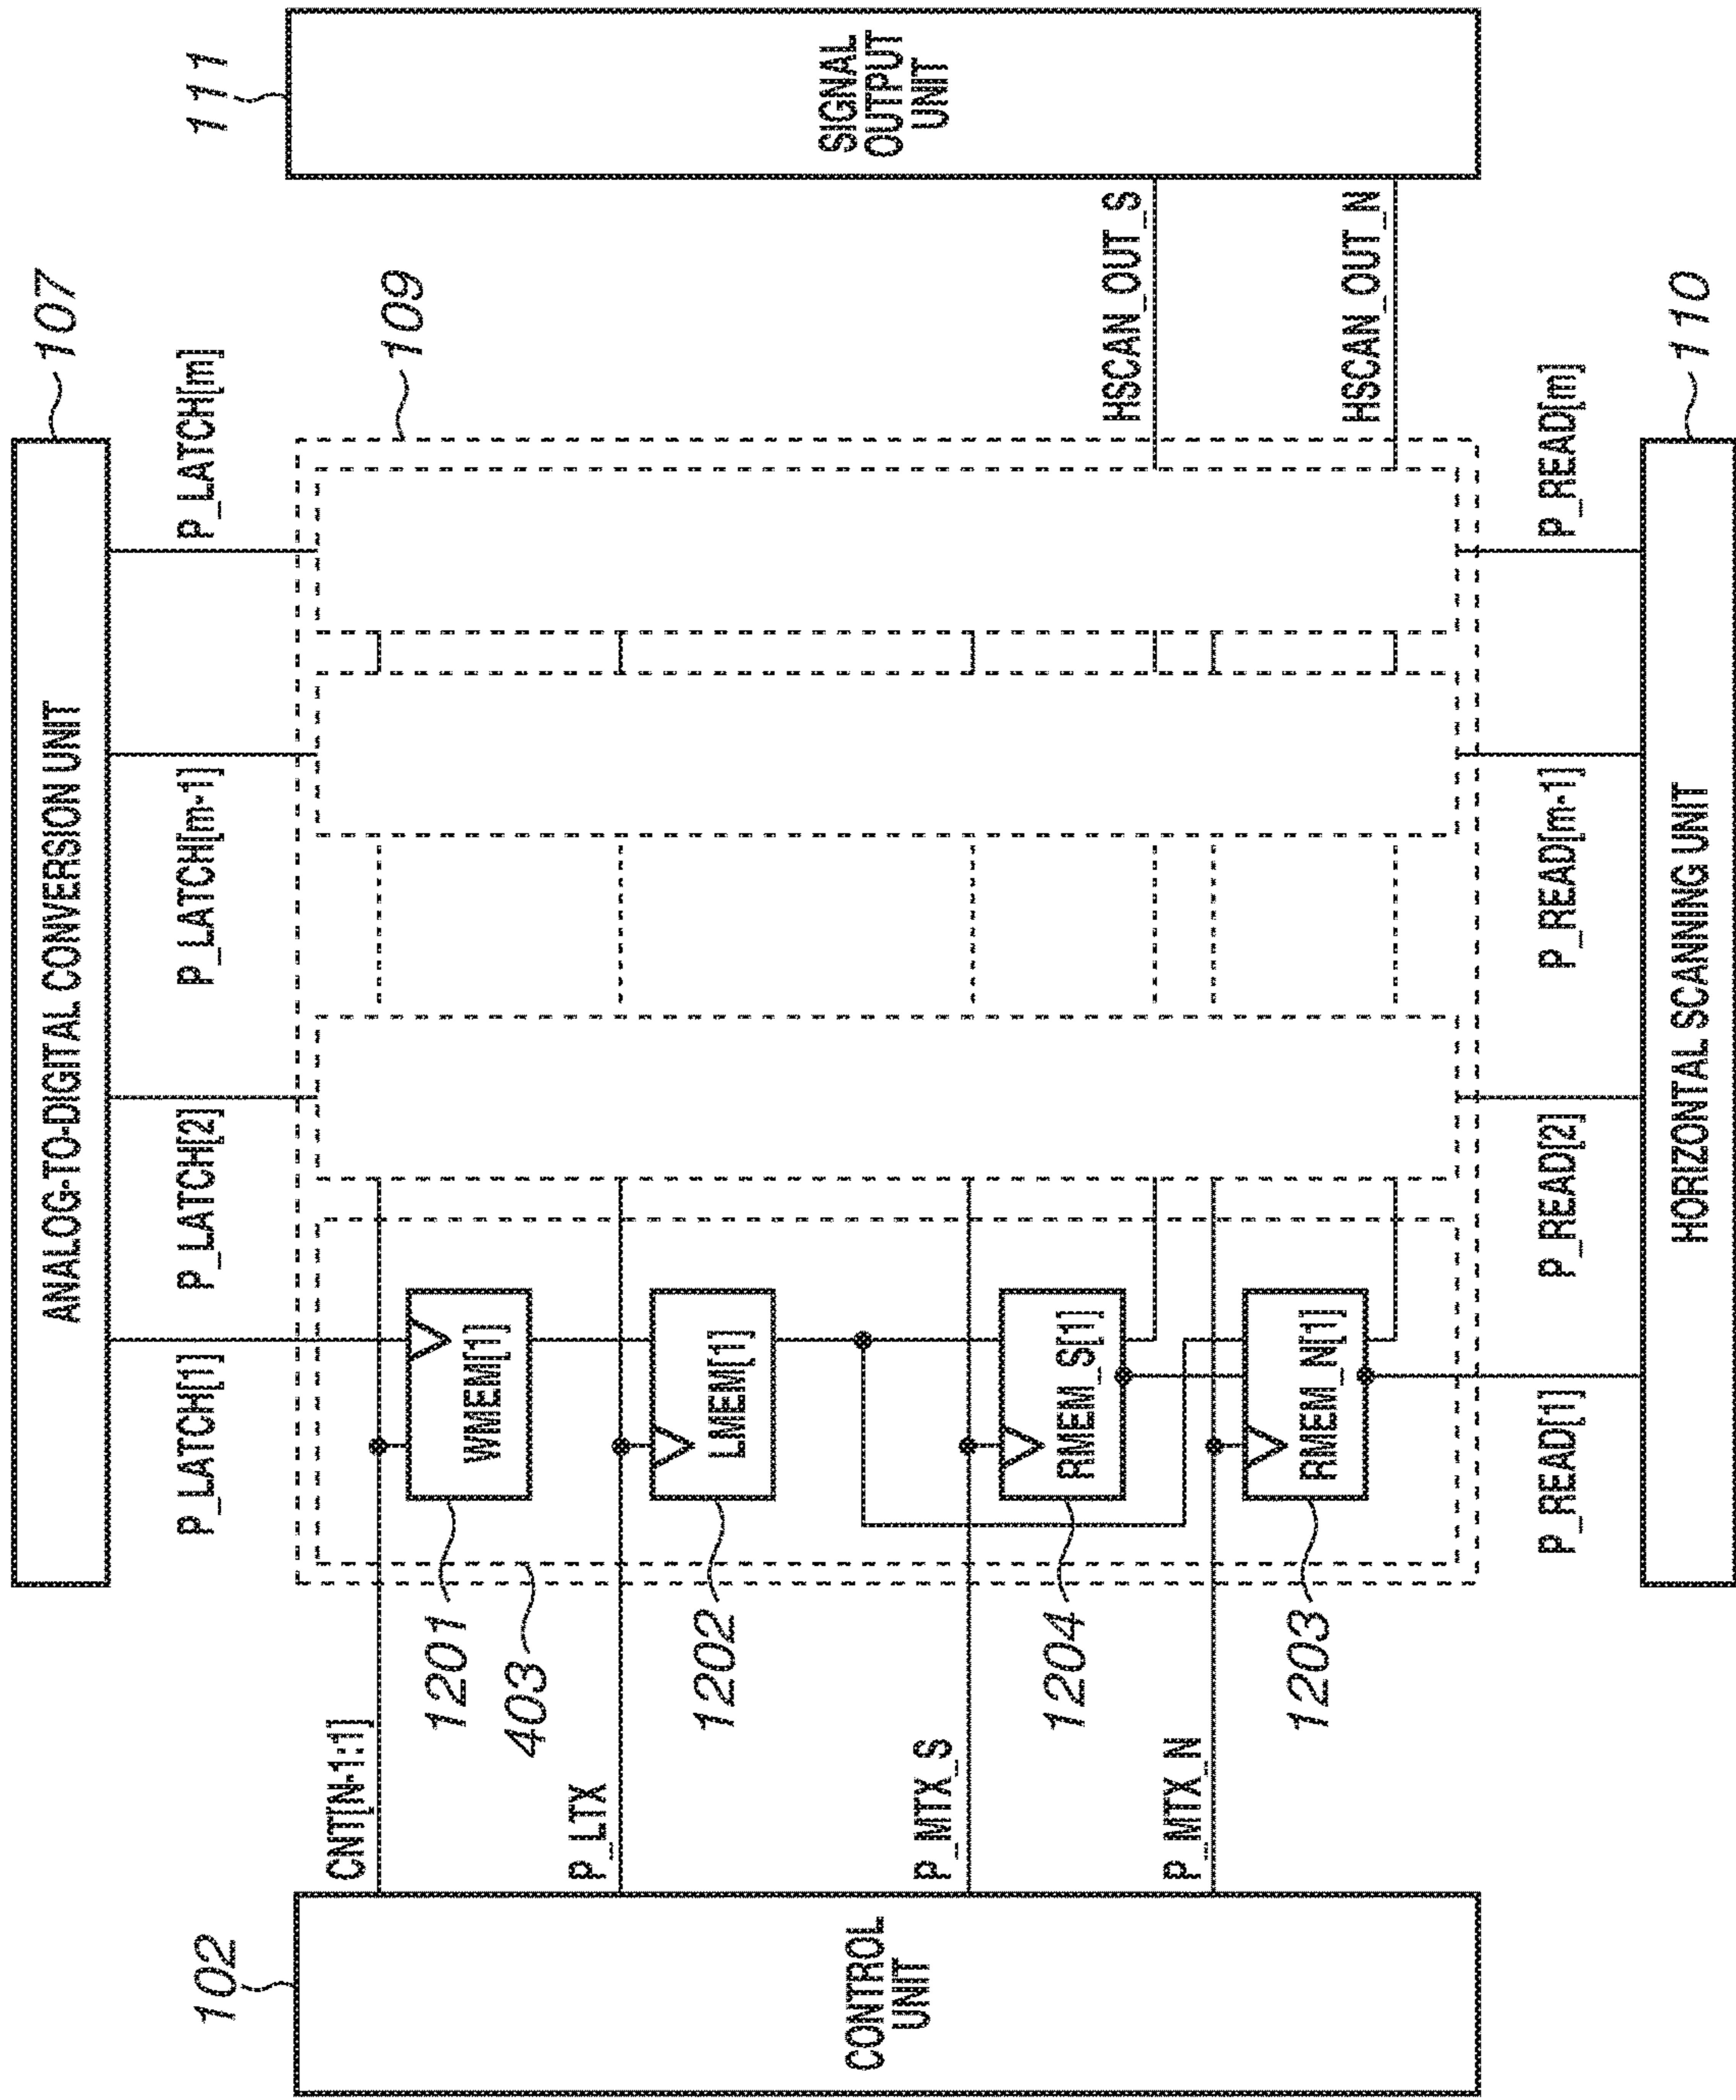 107
ANALOG-TO-DIGITAL CONVERSION UNIT
P_LATCH[1]
P_LATCH[2]
P_LATCH[m-1]
P_LATCH[m]
102
CONTROL
UNIT
CNT[N-1:1]
P_LTX
P_MTX_S
P_MTX_N
403
1201
WMEM[1]
1202
LMEM[1]
1204
RMEM_S[1]
1203
RMEM_N[1]
109
HSCAN_OUT_S
HSCAN_OUT_N
111
SIGNAL
OUTPUT
UNIT
P_READ[1]
P_READ[2]
P_READ[m-1]
P_READ[m]
110
HORIZONTAL SCANNING UNIT